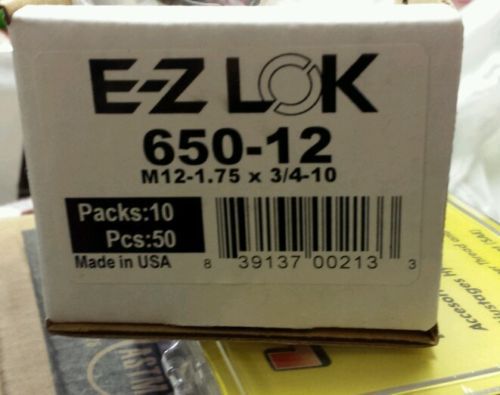 E-Z LOK
650-12
M12-1.75 x 3/4-10
Packs:10
Pcs:50
Made in USA
8 39137 00213 3
ASTM